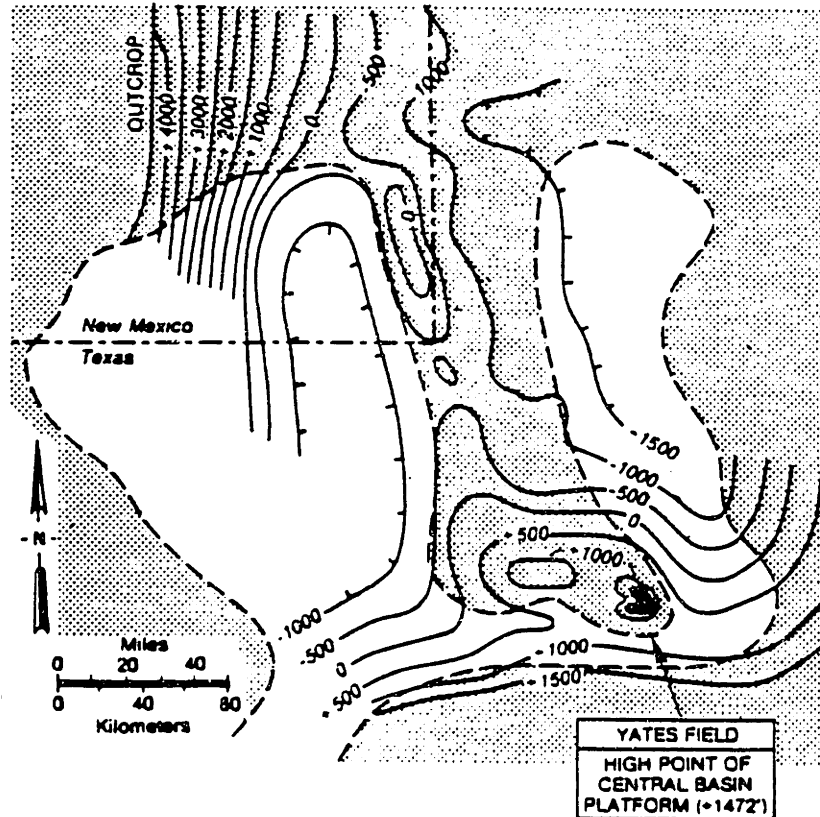 OUTCROP
+4000
+3000
+2000
+1000
0
-500
-1000
0
New Mexico
Texas
-1500
-1000
-500
0
+500
+1000
- N -
-1000
-500
0
+500
-1000
-1500
Miles
0 20 40
0 40 80
Kilometers
YATES FIELD
HIGH POINT OF
CENTRAL BASIN
PLATFORM (+1472')